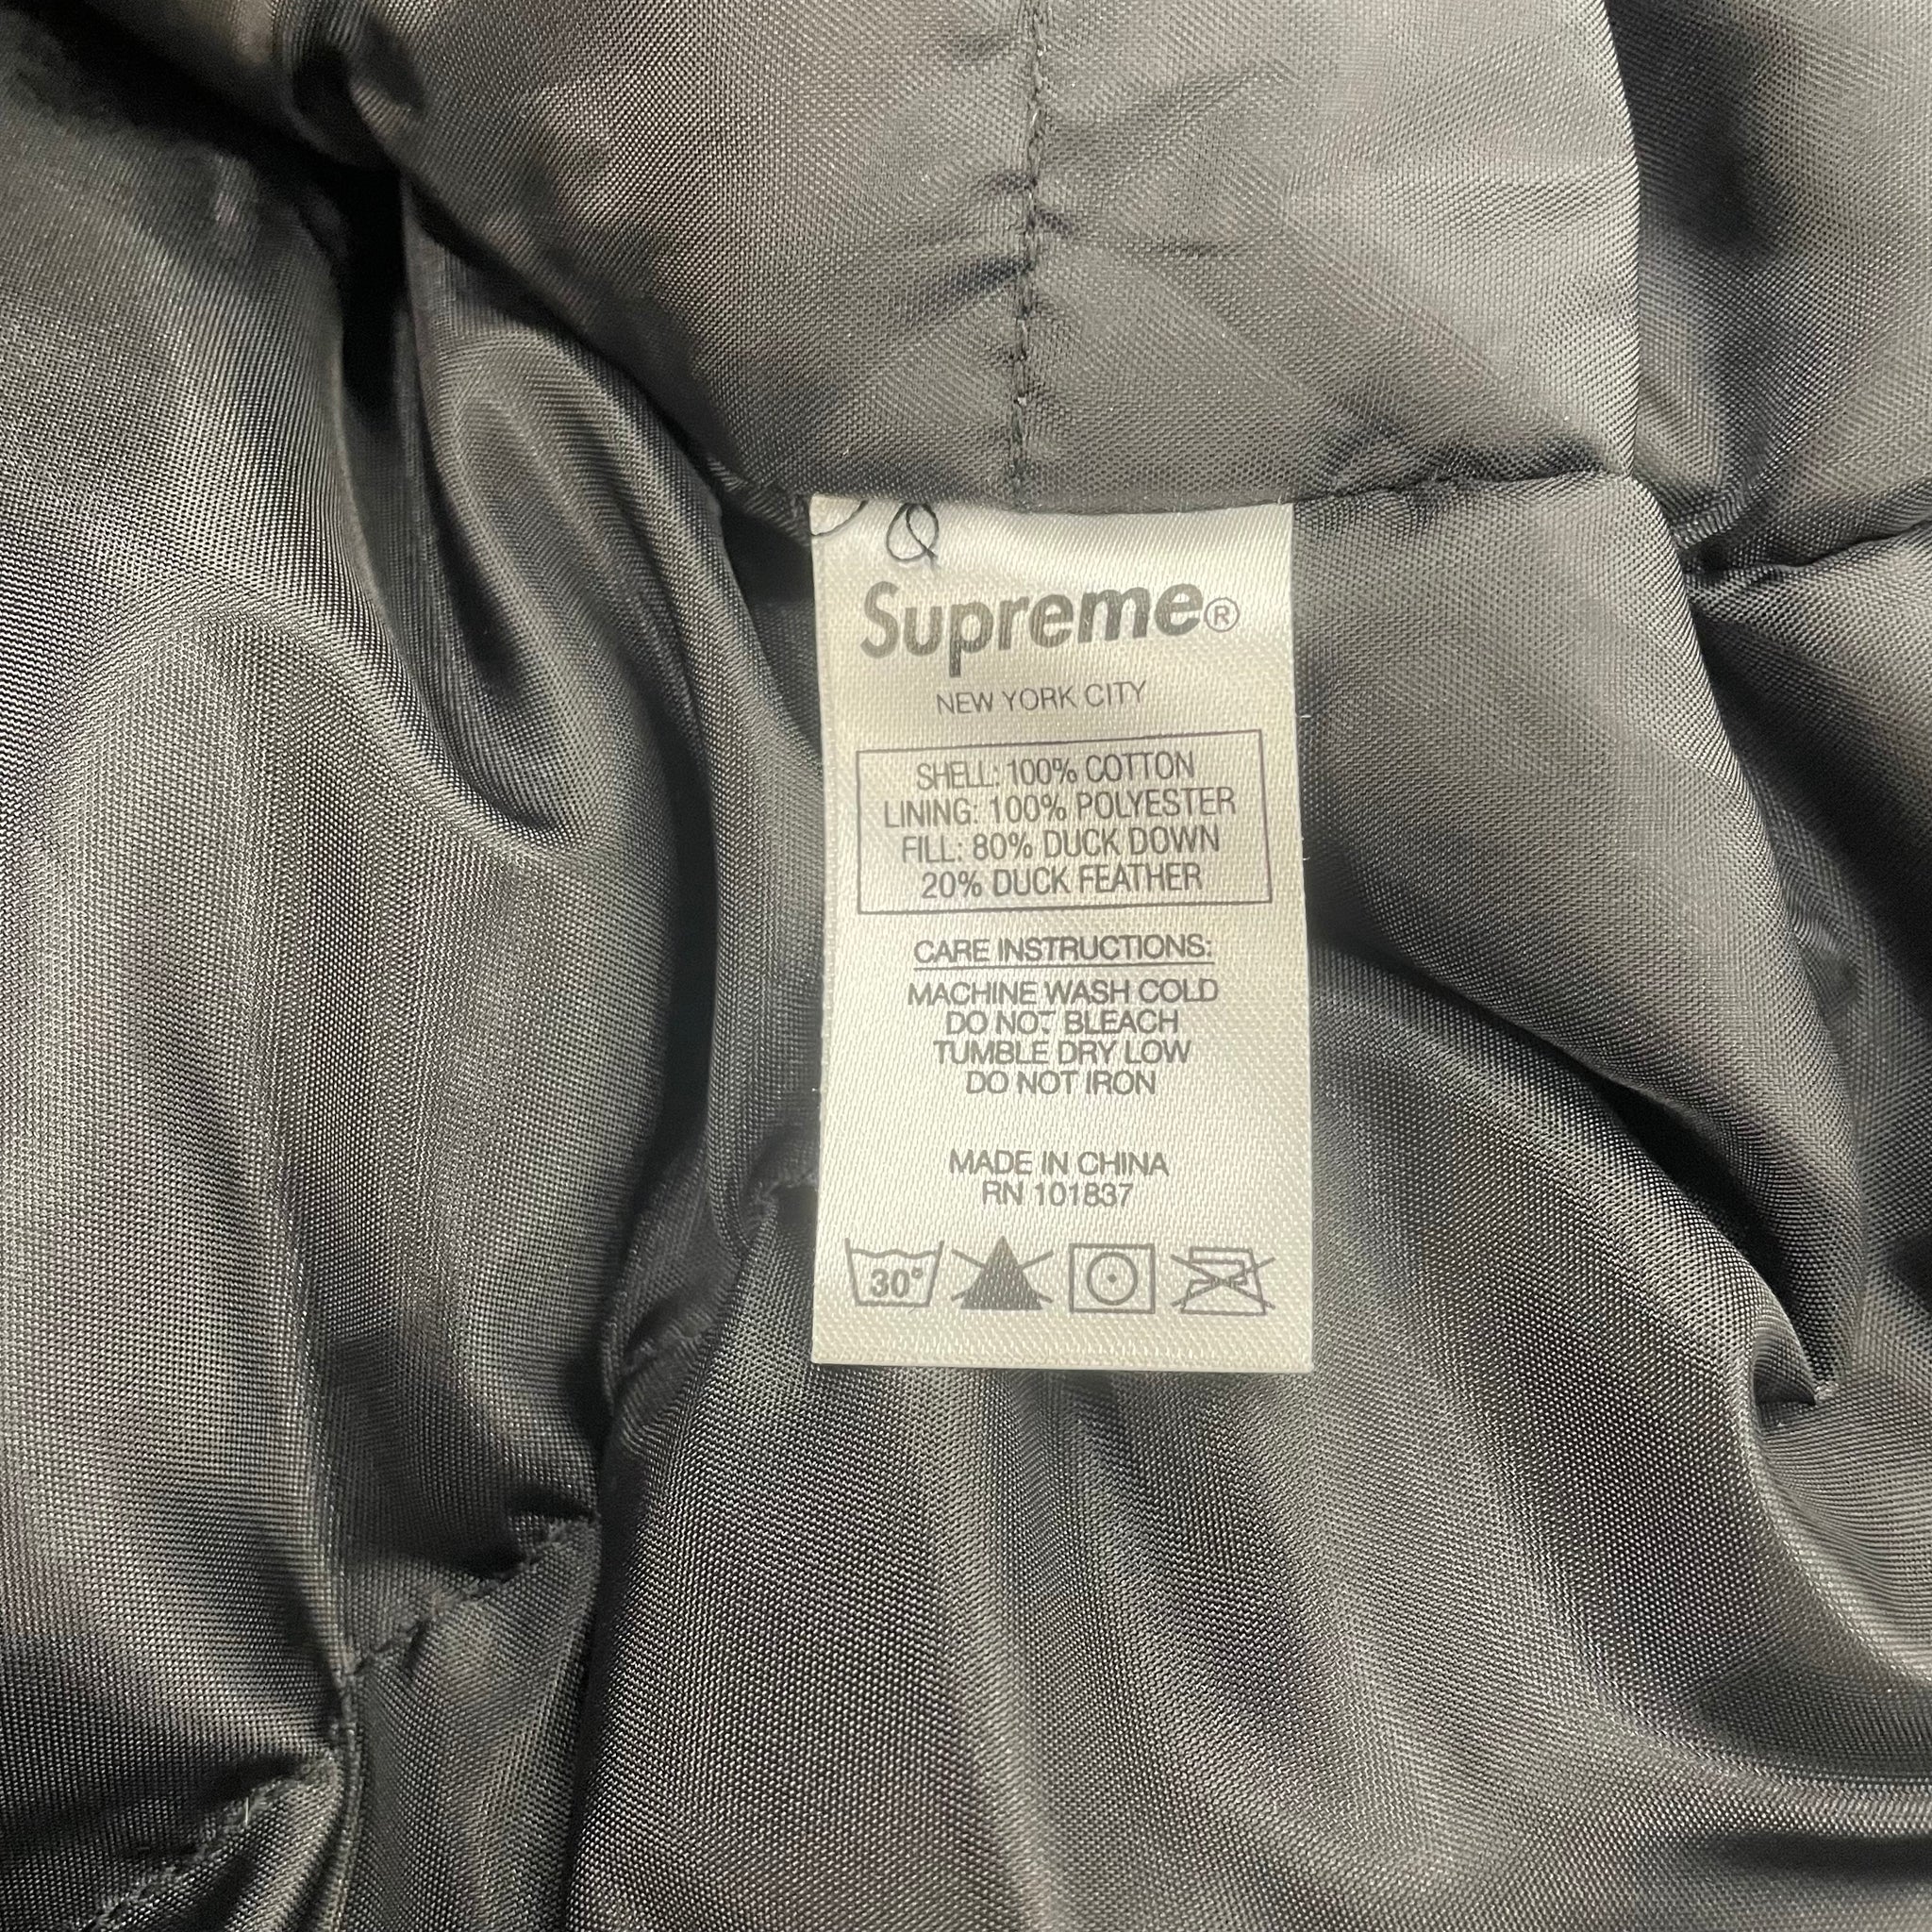 Supreme®
NEW YORK CITY
SHELL: 100% COTTON
LINING: 100% POLYESTER
FILL: 80% DUCK DOWN
20% DUCK FEATHER
CARE INSTRUCTIONS:
MACHINE WASH COLD
DO NOT BLEACH
TUMBLE DRY LOW
DO NOT IRON
MADE IN CHINA
RN 101837
30°